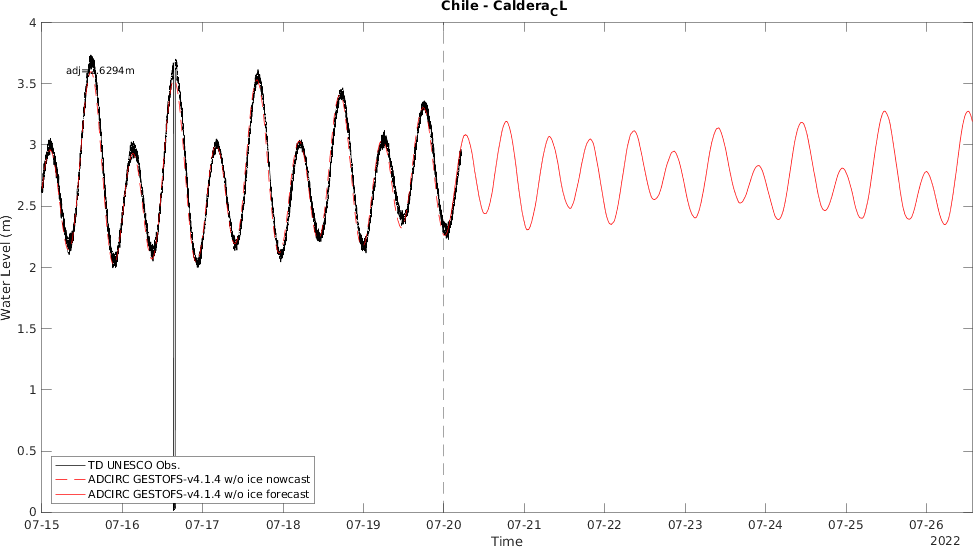 Chile - Caldera_CL
4
adj=2.6294m
3.5
3
2.5
2
1.5
1
0.5
0
Water Level (m)
TD UNESCO Obs.
ADCIRC GESTOFS-v4.1.4 w/o ice nowcast
ADCIRC GESTOFS-v4.1.4 w/o ice forecast
07-15 07-16 07-17 07-18 07-19 07-20 07-21 07-22 07-23 07-24 07-25 07-26
Time
2022